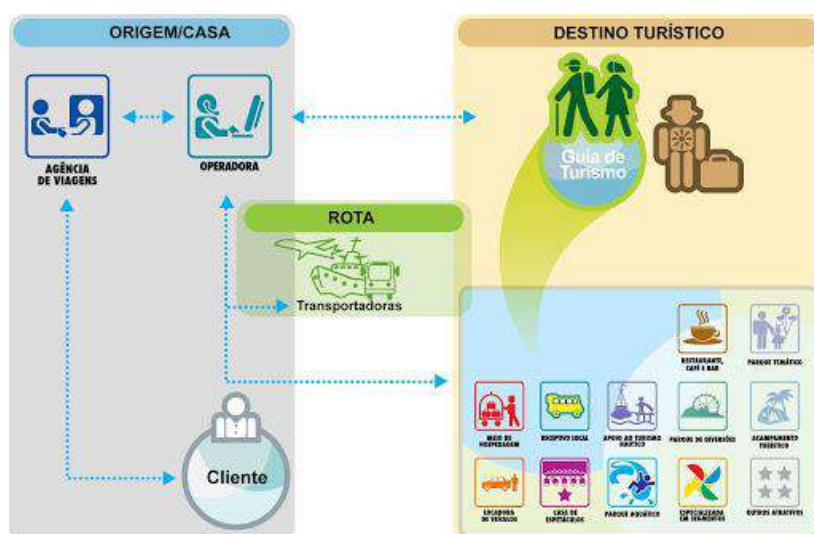 ORIGEM/CASA
DESTINO TURÍSTICO
AGÊNCIA
DE VIAGENS
OPERADORA
Guia de
Turismo
ROTA
Transportadoras
RESTAURANTE,
CAFÉ E BAR
PARQUE TEMÁTICO
MEIO DE
HOSPEDAGEM
RECEPTIVO LOCAL
APOIO AO TURISMO
NÁUTICO
PARQUE DE DIVERSÕES
ACAMPAMENTO
TURÍSTICO
Cliente
LOCADORA
DE VEÍCULOS
CASA DE
ESPETÁCULOS
PARQUE AQUÁTICO
ESPECIALIZADA
EM SEGMENTOS
OUTROS ATRATIVOS